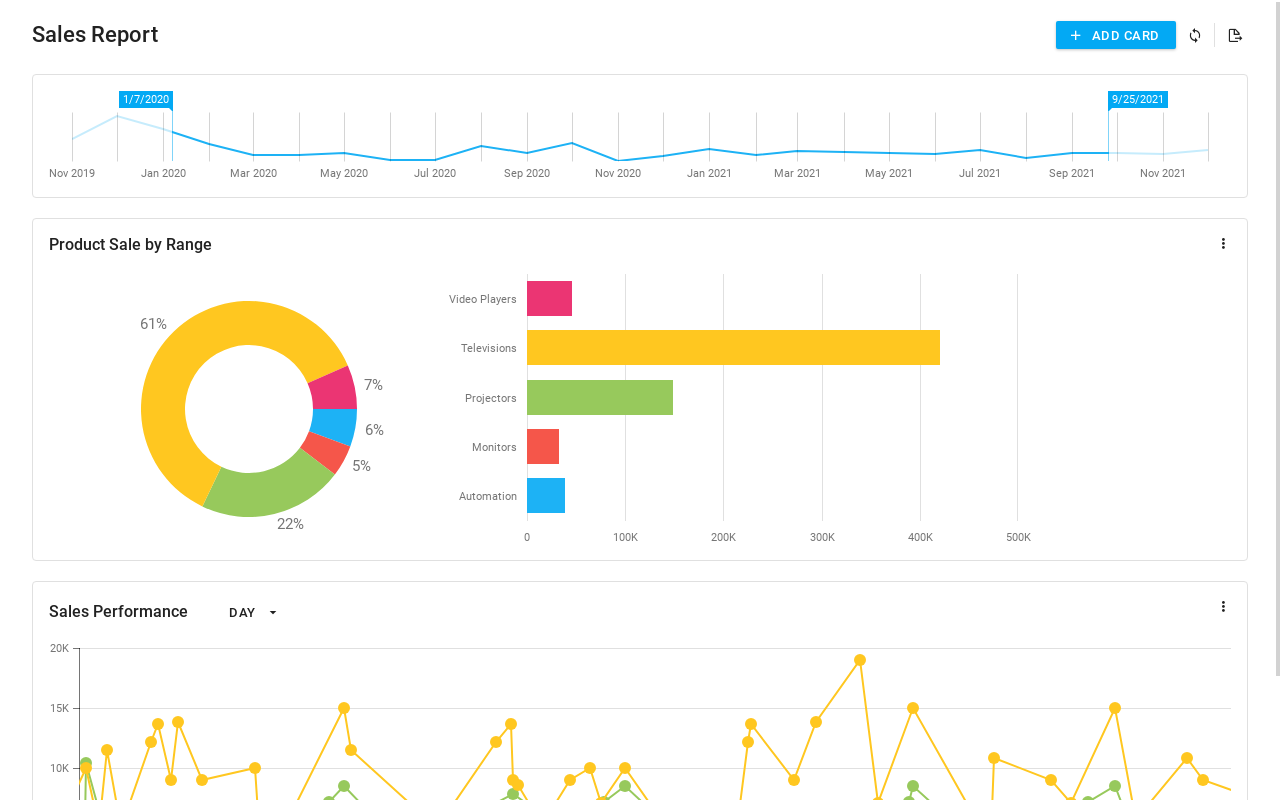 Sales Report
ADD CARD
1/7/2020
9/25/2021
Nov 2019 Jan 2020 Mar 2020 May 2020 Jul 2020 Sep 2020 Nov 2020 Jan 2021 Mar 2021 May 2021 Jul 2021 Sep 2021 Nov 2021
Product Sale by Range
61%
7%
6%
5%
22%
Video Players
Televisions
Projectors
Monitors
Automation
0 100K 200K 300K 400K 500K
Sales Performance
DAY
20K
15K
10K